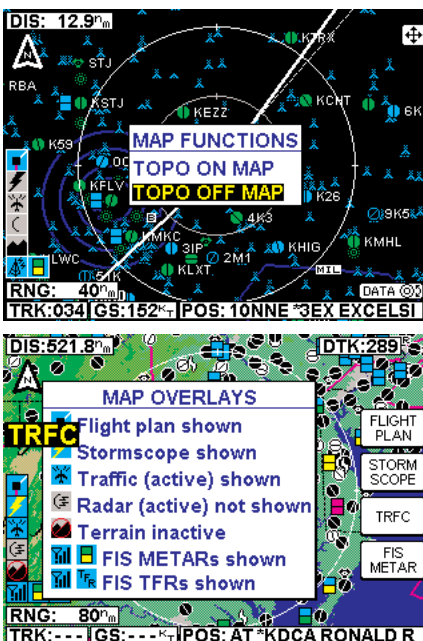 DIS: 12.9nm
KTRX
STJ
RBA
KSTJ
KCHT
KEZZ
6K
K59
MAP FUNCTIONS
TOPO ON MAP
TOPO OFF MAP
KFLV
K26
4K3
9K5
KMKC
3IP
KHIG
KMHL
LWC
2M1
KLXT
51K
MIL
RNG: 40nm
DATA
TRK:034 GS:152KT POS: 10NNE *3EX EXCELSI
DIS:521.8nm
DTK:289
MAP OVERLAYS
TRFC
Flight plan shown
Stormscope shown
Traffic (active) shown
Radar (active) not shown
Terrain inactive
FIS METARs shown
TFR FIS TFRs shown
FLIGHT PLAN
STORM SCOPE
TRFC
FIS METAR
RNG: 80nm
TRK:--- GS:---KT POS: AT *KDCA RONALD R